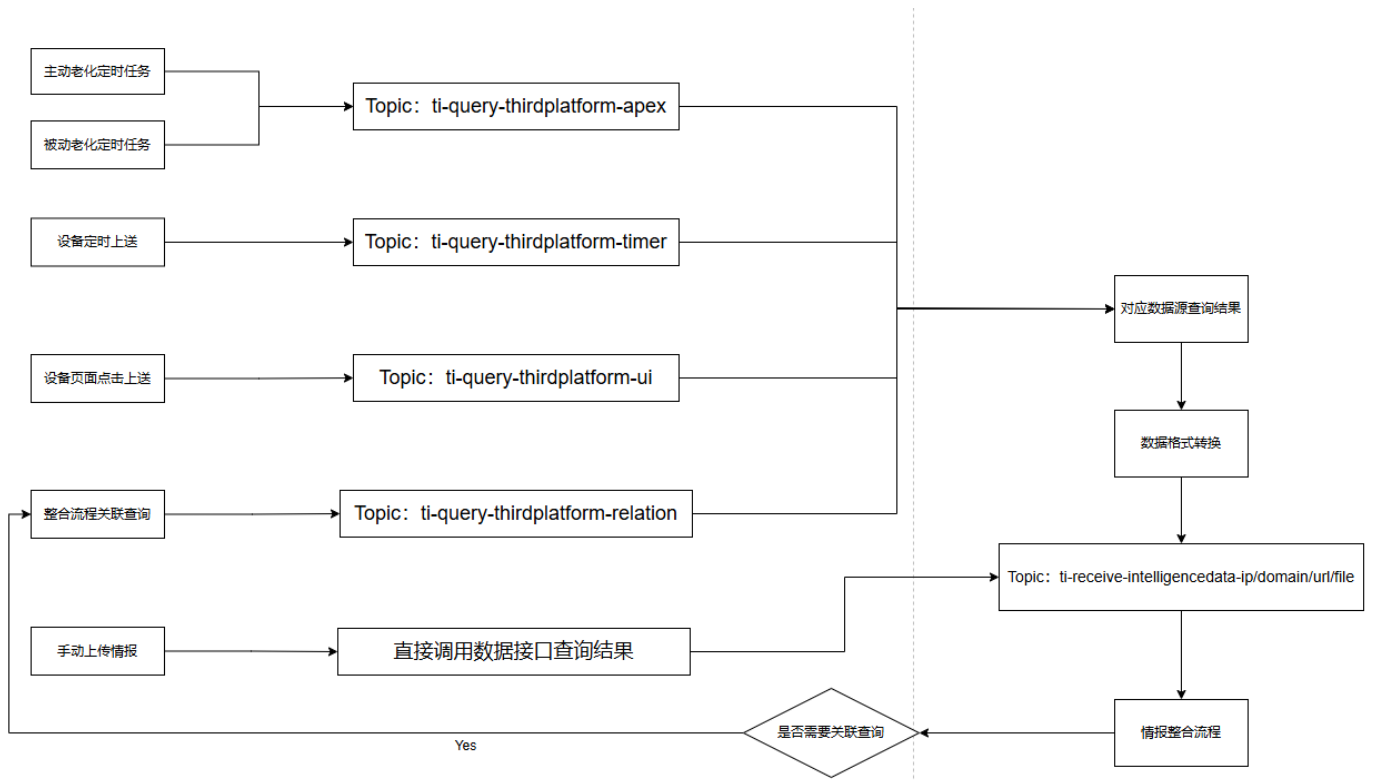 主动老化定时任务
Topic：ti-query-thirdplatform-apex
被动老化定时任务
设备定时上送
Topic：ti-query-thirdplatform-timer
对应数据源查询结果
设备页面点击上送
Topic：ti-query-thirdplatform-ui
数据格式转换
整合流程关联查询
Topic：ti-query-thirdplatform-relation
Topic：ti-receive-intelligencedata-ip/domain/url/file
手动上传情报
直接调用数据接口查询结果
是否需要关联查询
情报整合流程
Yes